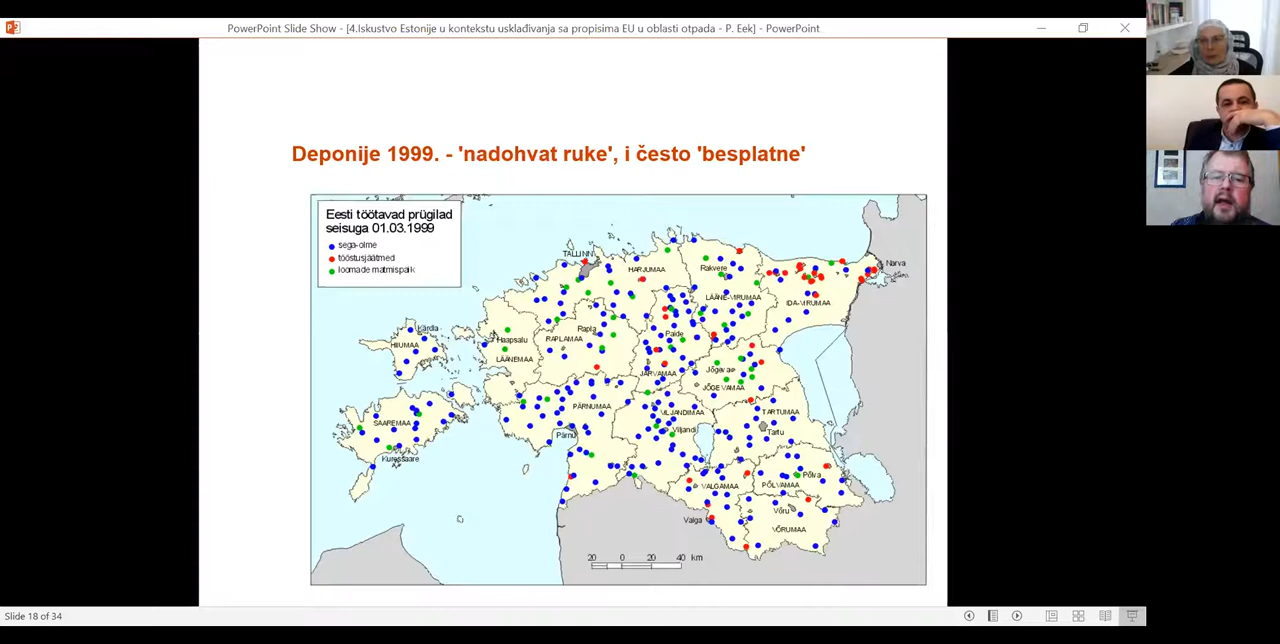 PowerPoint Slide Show - [4.Iskustvo Estonije u kontekstu usklađivanja sa propisima EU u oblasti otpada - P. Eek] - PowerPoint
Deponije 1999. - 'nadohvat ruke', i često 'besplatne'
Eesti töötavad prügilad
seisuga 01.03.1999
sega-olme
tööstusjäätmed
loomade matmispaik
TALLINN
HARJUMAA
Rakvere
Narva
LÄÄNE-VIRUMAA
IDA-VIRUMAA
Kärdla
HIIUMAA
Haapsalu
LÄÄNEMAA
Rapla
RAPLAMAA
Paide
JÄRVAMAA
Jõgeva
JÕGEVAMAA
SAAREMAA
Kuressaare
PÄRNUMAA
Pärnu
VILJANDIMAA
Viljandi
TARTUMAA
Tartu
VALGAMAA
Valga
Põlva
PÕLVAMAA
Võru
VÕRUMAA
20 0 20 40 km
Slide 18 of 34